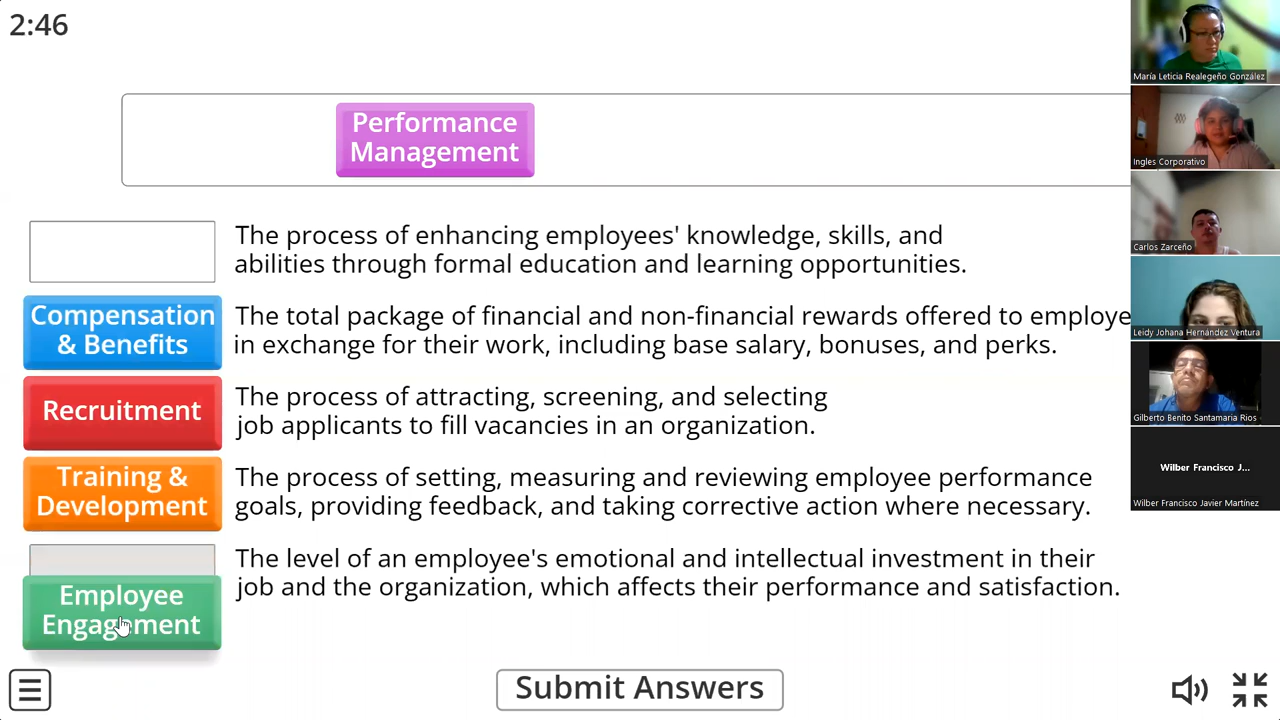 2:46
Performance
Management
The process of enhancing employees' knowledge, skills, and
abilities through formal education and learning opportunities.
Compensation
& Benefits
The total package of financial and non-financial rewards offered to employe
in exchange for their work, including base salary, bonuses, and perks.
Recruitment
The process of attracting, screening, and selecting
job applicants to fill vacancies in an organization.
Training &
Development
The process of setting, measuring and reviewing employee performance
goals, providing feedback, and taking corrective action where necessary.
The level of an employee's emotional and intellectual investment in their
job and the organization, which affects their performance and satisfaction.
Employee
Engagement
Submit Answers
María Leticia Realegeño González
Ingles Corporativo
Carlos Zarceño
Leidy Johana Hernández Ventura
Gilberto Benito Santamaria Rios
Wilber Francisco J...
Wilber Francisco Javier Martínez